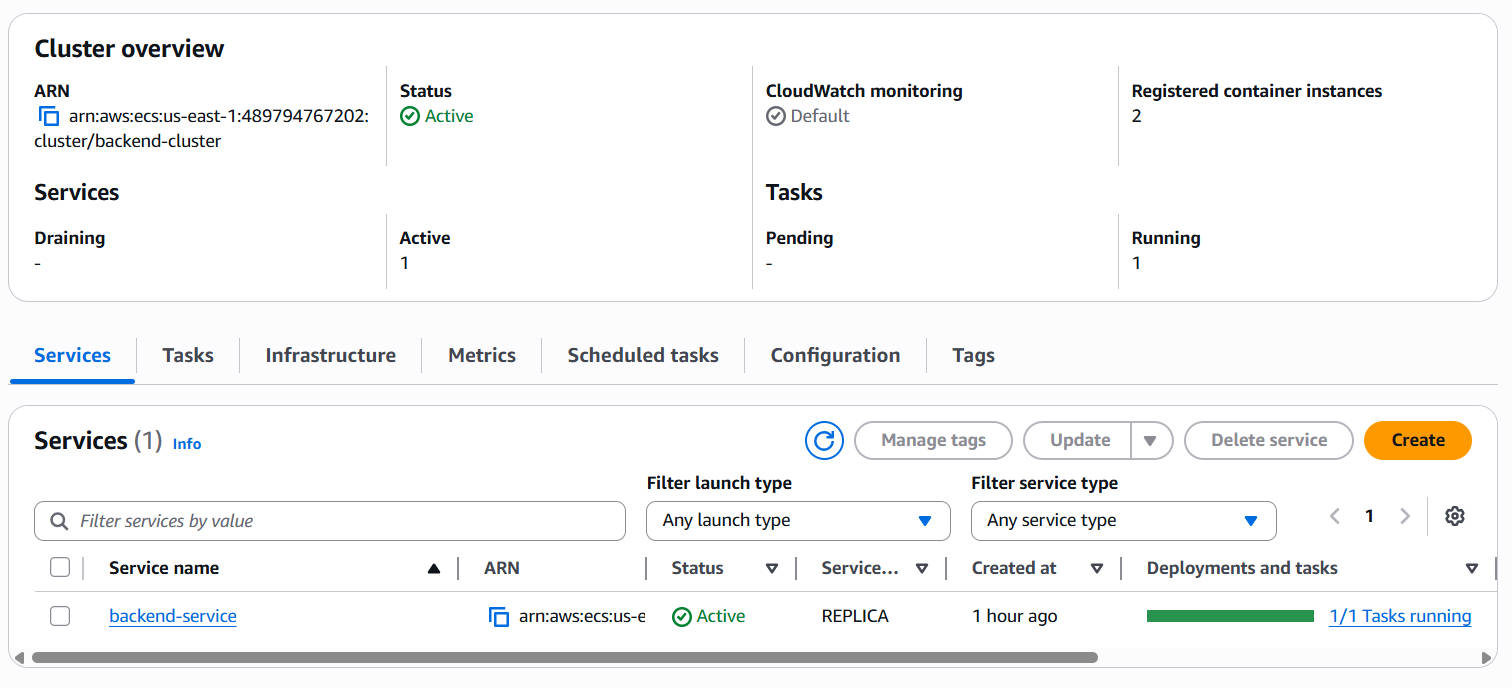 Cluster overview
ARN
Status
CloudWatch monitoring
Registered container instances
arn:aws:ecs:us-east-1:489794767202:
cluster/backend-cluster
Active
Default
2
Services
Tasks
Draining
Active
Pending
Running
-
1
-
1
Services
Tasks
Infrastructure
Metrics
Scheduled tasks
Configuration
Tags
Services (1) Info
Manage tags
Update
Delete service
Create
Filter launch type
Filter service type
Filter services by value
Any launch type
Any service type
1
Service name
ARN
Status
Service...
Created at
Deployments and tasks
backend-service
arn:aws:ecs:us-e
Active
REPLICA
1 hour ago
1/1 Tasks running